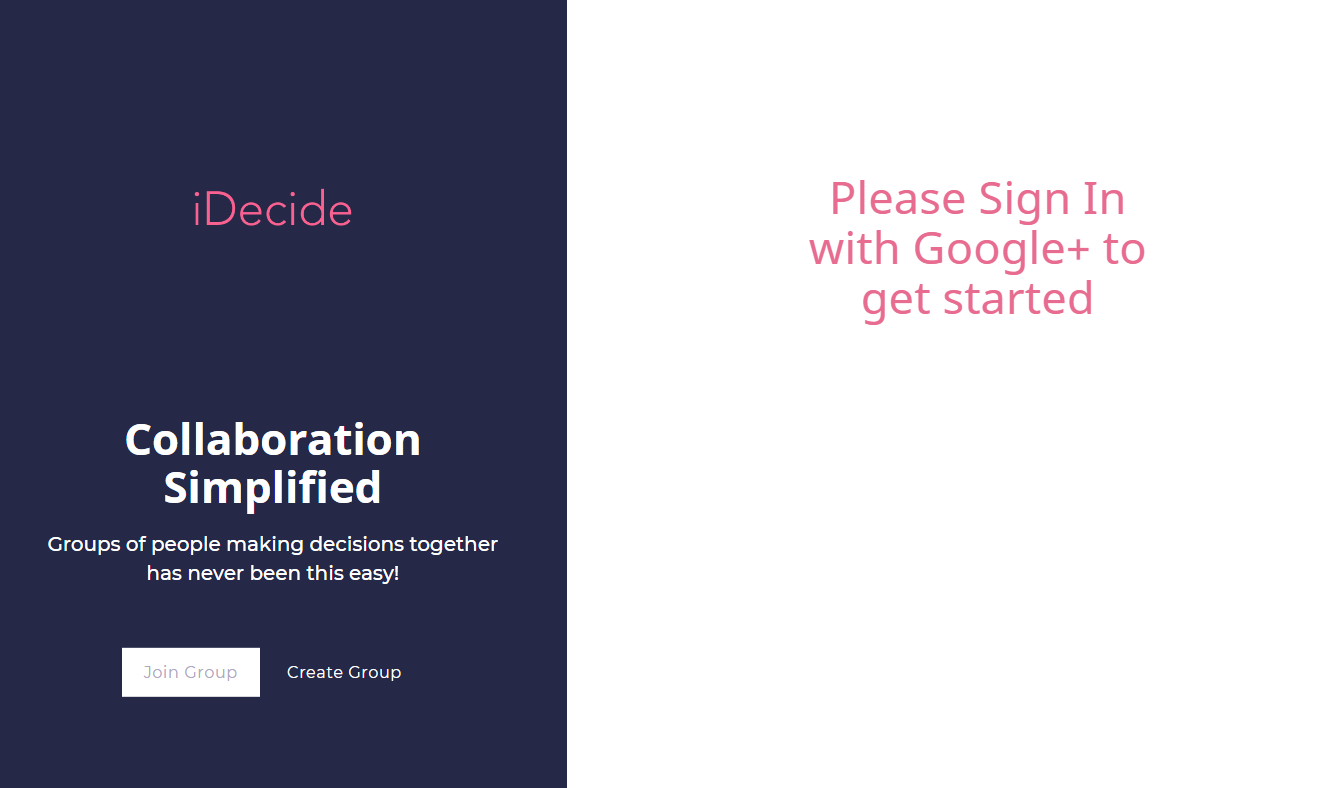 iDecide
Collaboration
Simplified
Groups of people making decisions together
has never been this easy!
Join Group
Create Group
Please Sign In
with Google+ to
get started